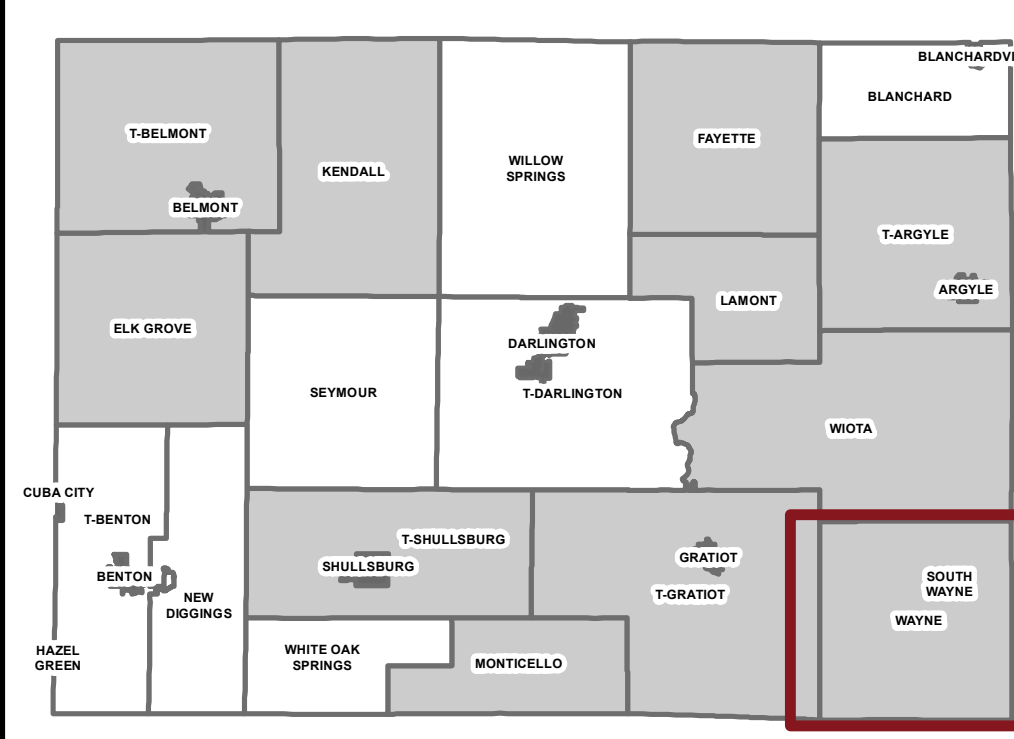 BLANCHARDVI
BLANCHARD
T-BELMONT
FAYETTE
WILLOW
SPRINGS
KENDALL
BELMONT
T-ARGYLE
ARGYLE
LAMONT
ELK GROVE
DARLINGTON
T-DARLINGTON
SEYMOUR
WIOTA
CUBA CITY
T-BENTON
T-SHULLSBURG
SHULLSBURG
GRATIOT
T-GRATIOT
BENTON
NEW
DIGGINGS
SOUTH
WAYNE
WAYNE
HAZEL
GREEN
WHITE OAK
SPRINGS
MONTICELLO